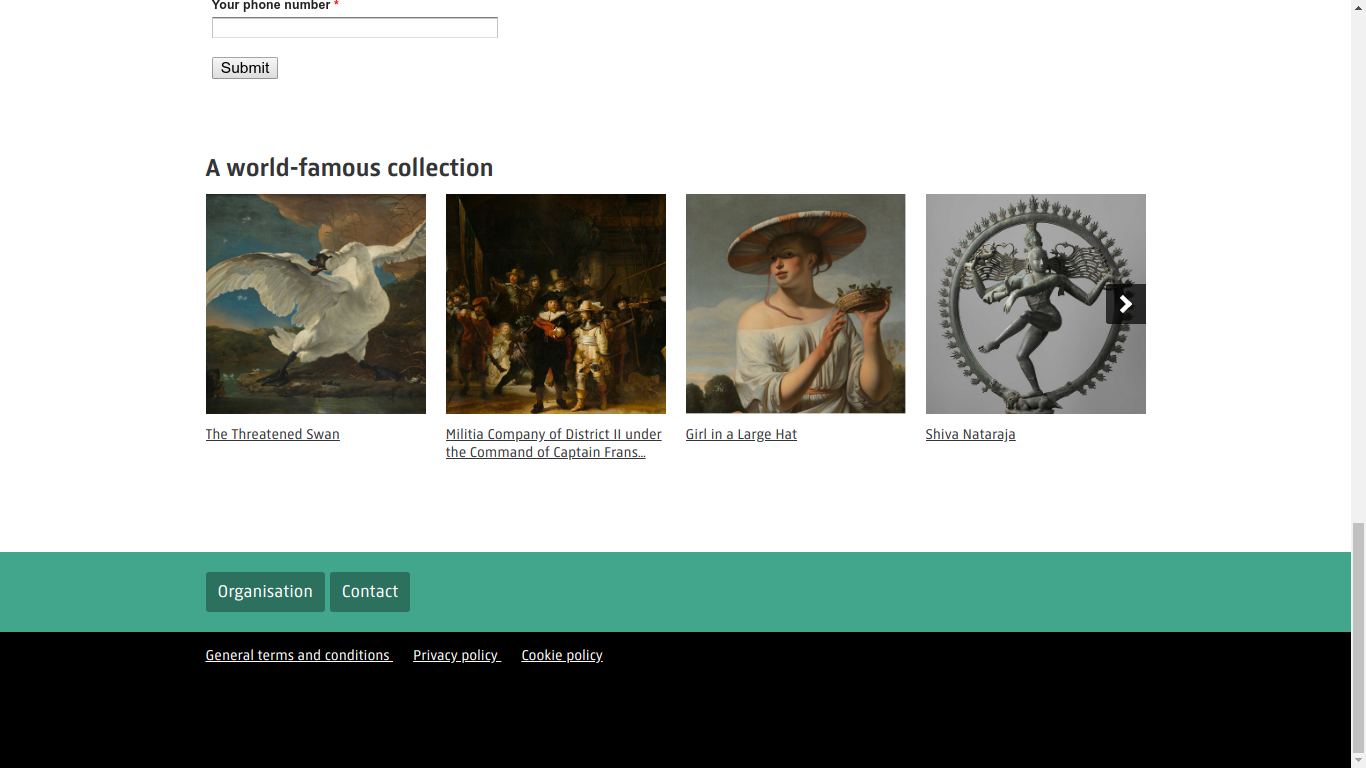 Your phone number *
Submit
A world-famous collection
The Threatened Swan
Militia Company of District II under
the Command of Captain Frans...
Girl in a Large Hat
Shiva Nataraja
Organisation
Contact
General terms and conditions
Privacy policy
Cookie policy